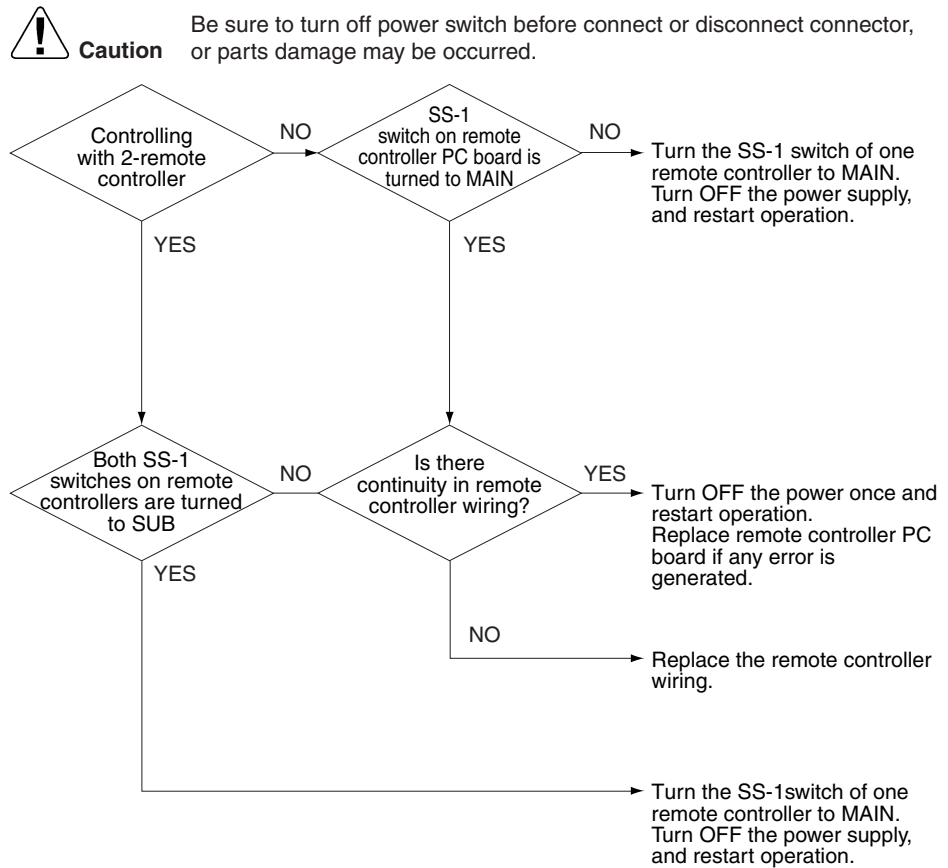 Be sure to turn off power switch before connect or disconnect connector,
Caution or parts damage may be occurred.
Controlling
with 2-remote
controller
NO
SS-1
switch on remote
controller PC board is
turned to MAIN
NO
Turn the SS-1 switch of one
remote controller to MAIN.
Turn OFF the power supply,
and restart operation.
YES
YES
Both SS-1
switches on remote
controllers are turned
to SUB
NO
Is there
continuity in remote
controller wiring?
YES
Turn OFF the power once and
restart operation.
Replace remote controller PC
board if any error is
generated.
YES
NO
Replace the remote controller
wiring.
Turn the SS-1switch of one
remote controller to MAIN.
Turn OFF the power supply,
and restart operation.